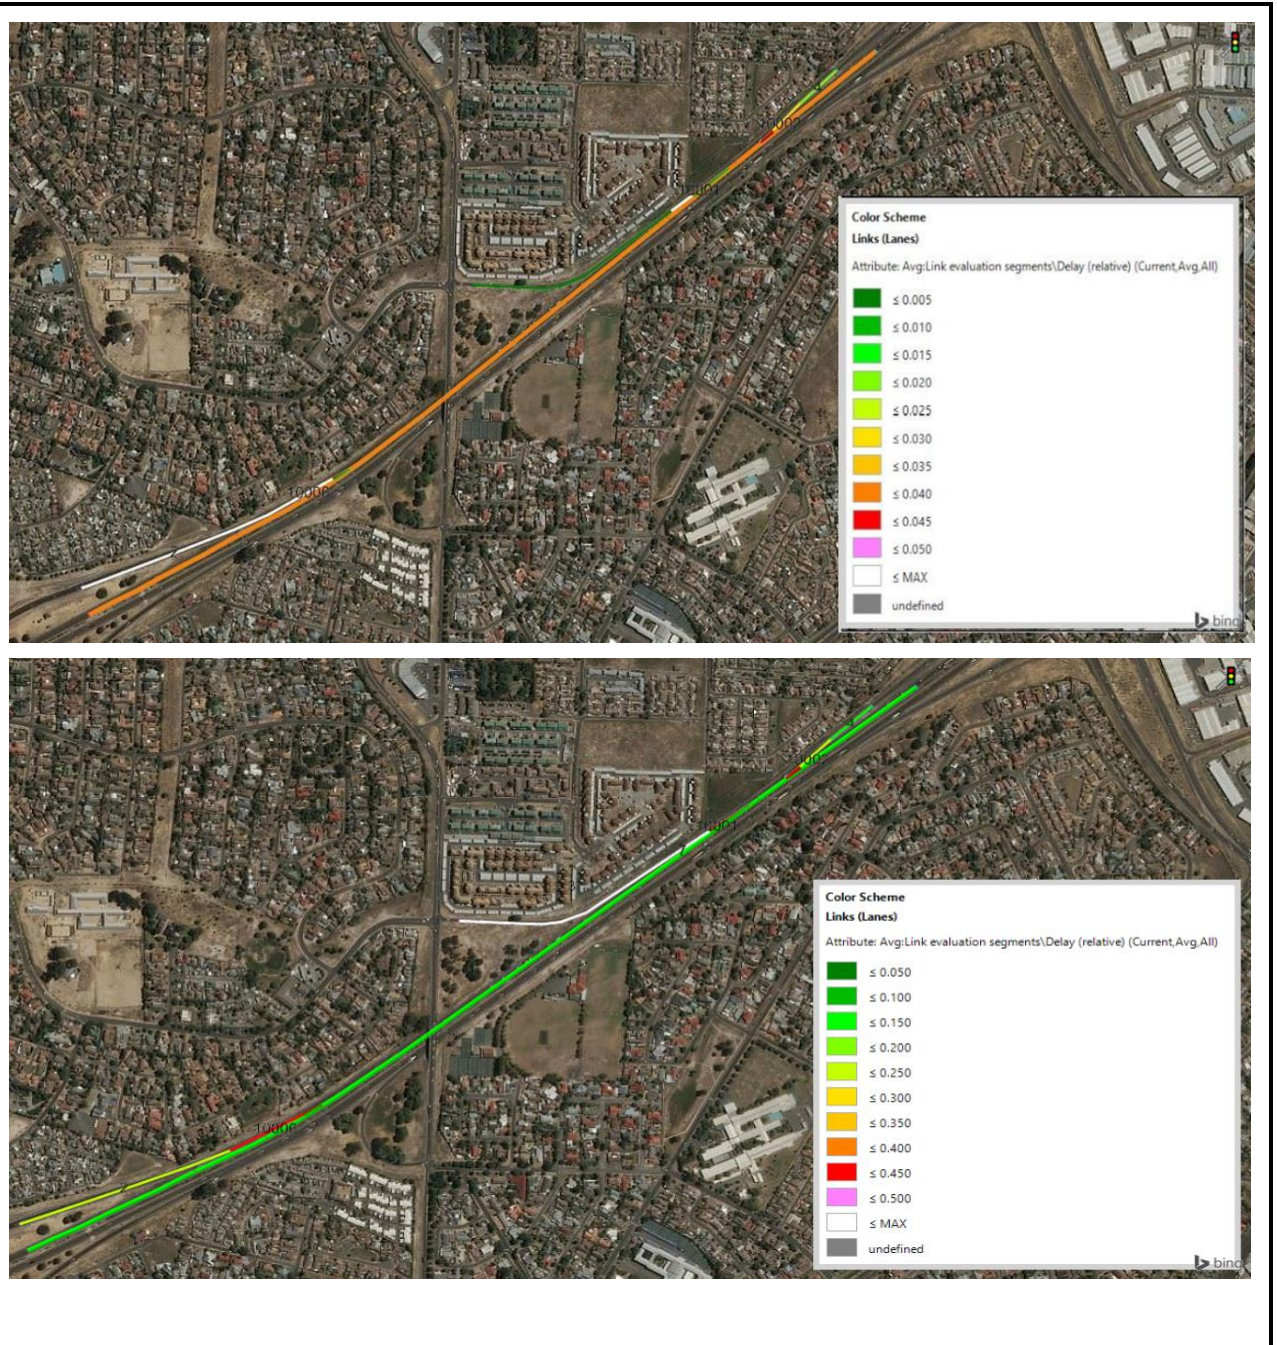 Color Scheme
Links (Lanes)
Attribute: Avg:Link evaluation segments\Delay (relative) (Current,Avg,All)
≤ 0.005
≤ 0.010
≤ 0.015
≤ 0.020
≤ 0.025
≤ 0.030
≤ 0.035
≤ 0.040
≤ 0.045
≤ 0.050
≤ MAX
undefined
bing
Color Scheme
Links (Lanes)
Attribute: Avg:Link evaluation segments\Delay (relative) (Current,Avg,All)
≤ 0.050
≤ 0.100
≤ 0.150
≤ 0.200
≤ 0.250
≤ 0.300
≤ 0.350
≤ 0.400
≤ 0.450
≤ 0.500
≤ MAX
undefined
bing